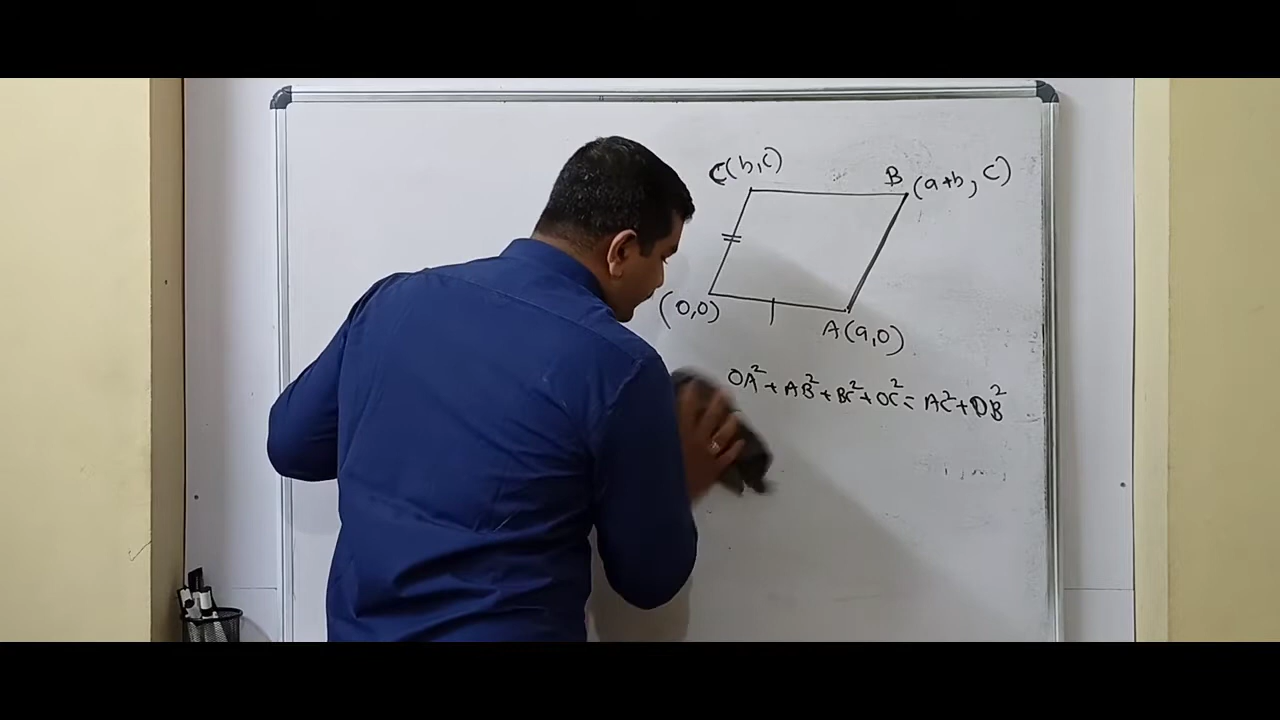 C(b,c)
B (a+b, c)
(0,0)
A(a,0)
OA²+AB²+BC²+OC²= AC²+OB²